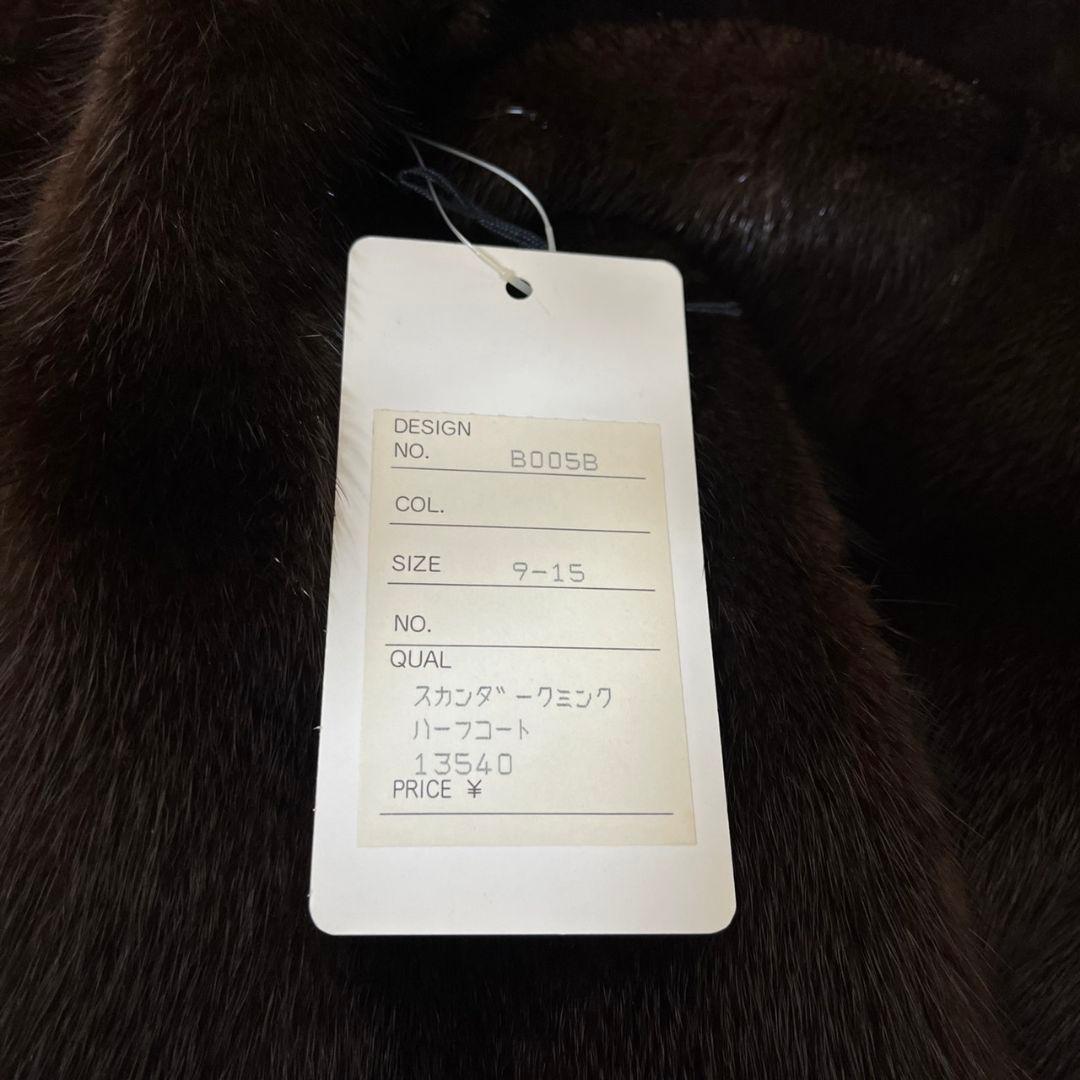 DESIGN
NO. B005B
COL.
SIZE 9-15
NO.
QUAL
スカンダークミンク
ハーフコート
13540
PRICE ¥